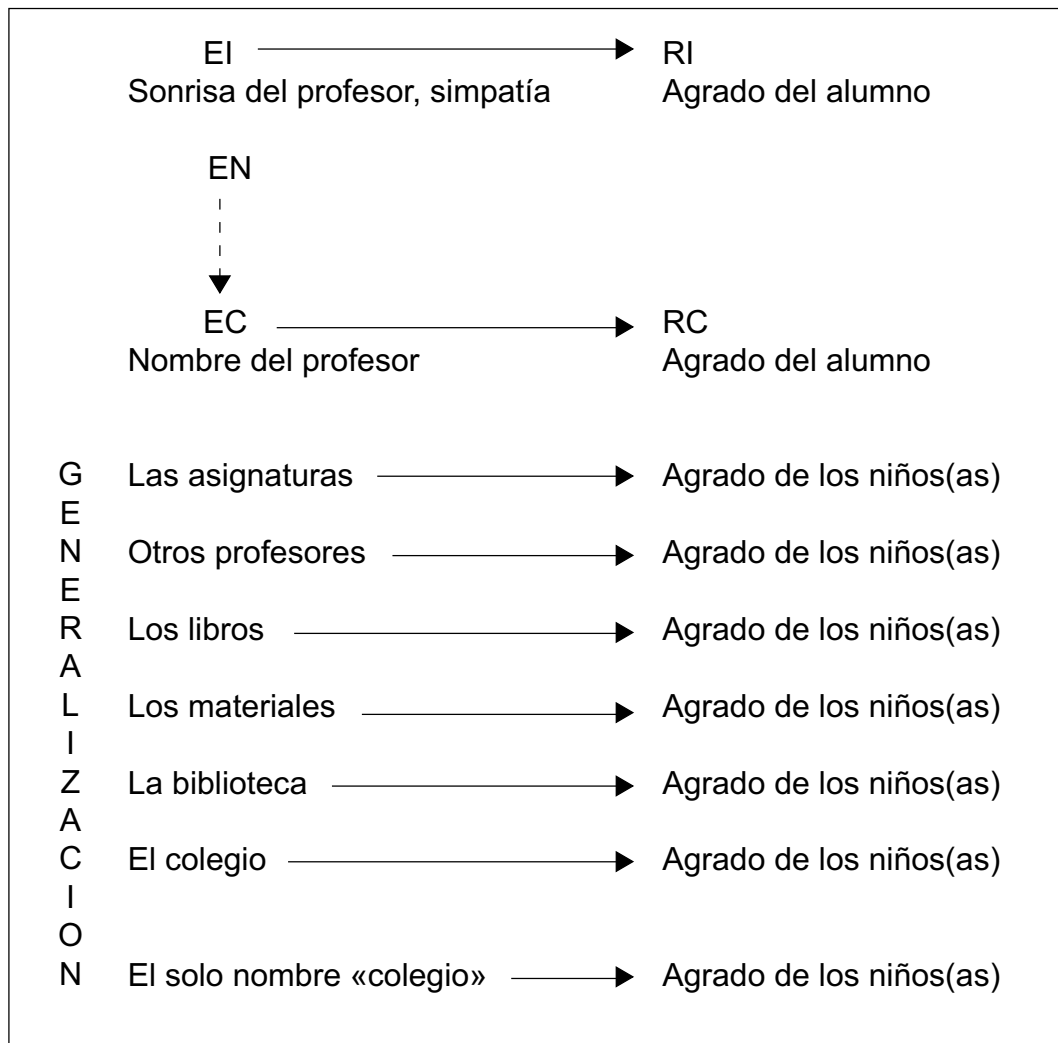 EI RI
Sonrisa del profesor, simpatía Agrado del alumno
EN
EC RC
Nombre del profesor Agrado del alumno
GENERALIZACION
Las asignaturas Agrado de los niños(as)
Otros profesores Agrado de los niños(as)
Los libros Agrado de los niños(as)
Los materiales Agrado de los niños(as)
La biblioteca Agrado de los niños(as)
El colegio Agrado de los niños(as)
El solo nombre «colegio» Agrado de los niños(as)